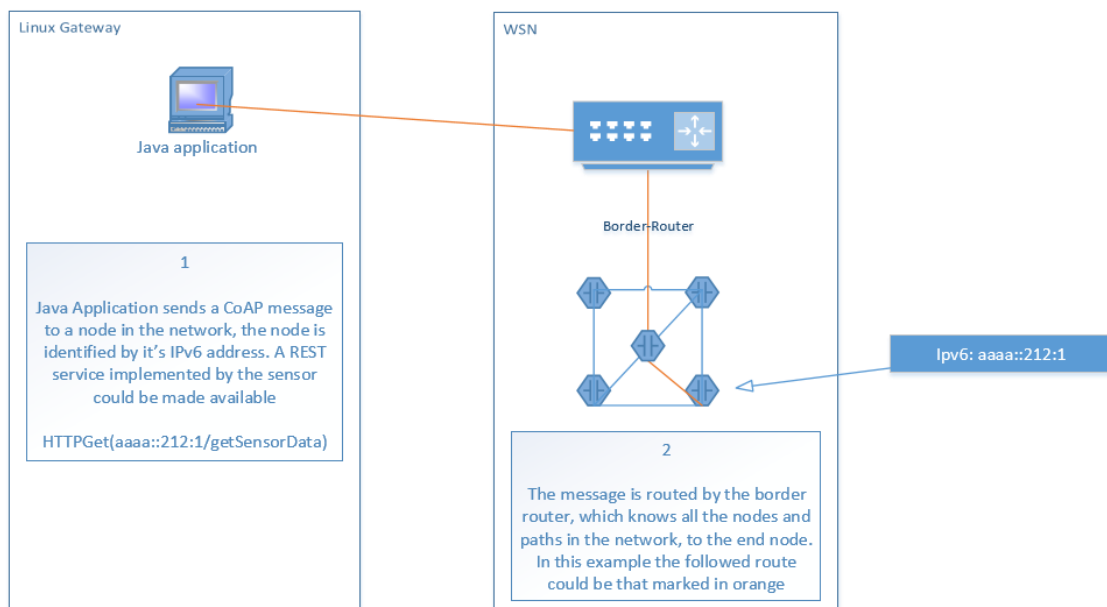 Linux Gateway
Java application
1
Java Application sends a CoAP message
to a node in the network, the node is
identified by it's IPv6 address. A REST
service implemented by the sensor
could be made available
HTTPGet(aaaa::212:1/getSensorData)
WSN
Border-Router
Ipv6: aaaa::212:1
2
The message is routed by the border
router, which knows all the nodes and
paths in the network, to the end node.
In this example the followed route
could be that marked in orange